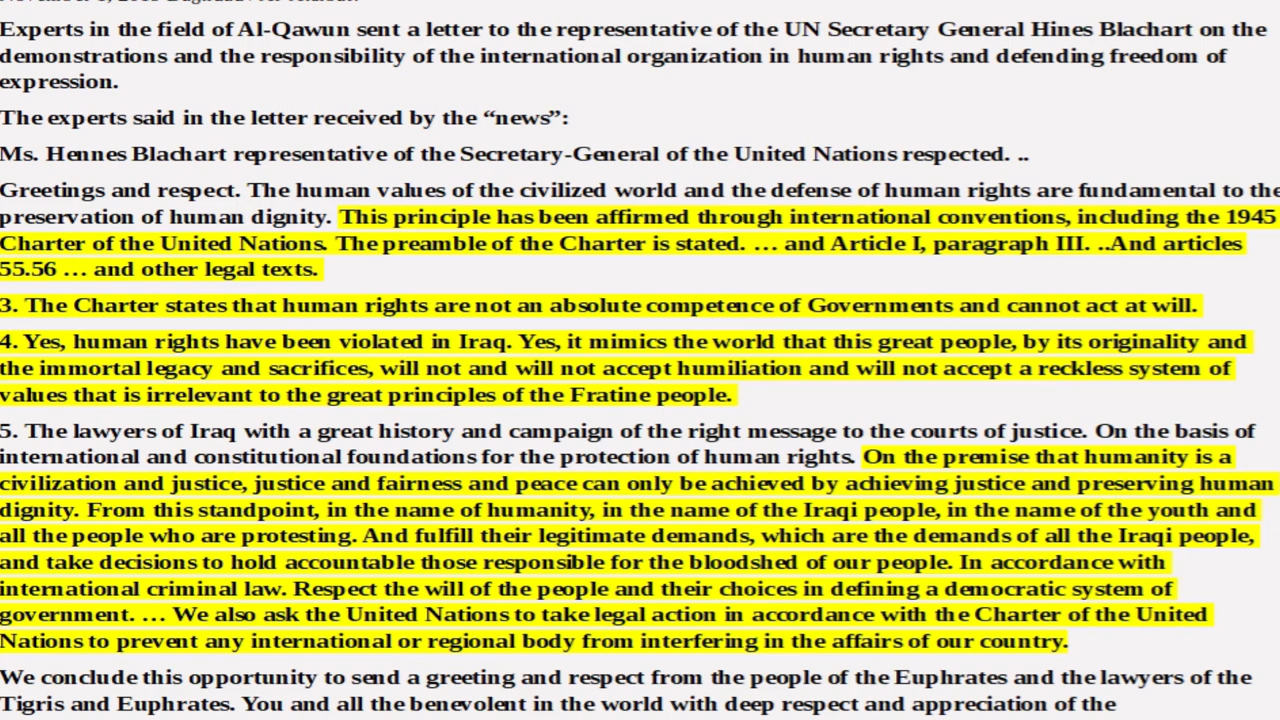 Experts in the field of Al-Qawun sent a letter to the representative of the UN Secretary General Hines Blachart on the
demonstrations and the responsibility of the international organization in human rights and defending freedom of
expression.
The experts said in the letter received by the “news”:
Ms. Hennes Blachart representative of the Secretary-General of the United Nations respected. ..
Greetings and respect. The human values of the civilized world and the defense of human rights are fundamental to the
preservation of human dignity. This principle has been affirmed through international conventions, including the 1945
Charter of the United Nations. The preamble of the Charter is stated. … and Article I, paragraph III. ..And articles
55.56 … and other legal texts.
3. The Charter states that human rights are not an absolute competence of Governments and cannot act at will.
4. Yes, human rights have been violated in Iraq. Yes, it mimics the world that this great people, by its originality and
the immortal legacy and sacrifices, will not and will not accept humiliation and will not accept a reckless system of
values that is irrelevant to the great principles of the Fratine people.
5. The lawyers of Iraq with a great history and campaign of the right message to the courts of justice. On the basis of
international and constitutional foundations for the protection of human rights. On the premise that humanity is a
civilization and justice, justice and fairness and peace can only be achieved by achieving justice and preserving human
dignity. From this standpoint, in the name of humanity, in the name of the Iraqi people, in the name of the youth and
all the people who are protesting. And fulfill their legitimate demands, which are the demands of all the Iraqi people,
and take decisions to hold accountable those responsible for the bloodshed of our people. In accordance with
international criminal law. Respect the will of the people and their choices in defining a democratic system of
government. … We also ask the United Nations to take legal action in accordance with the Charter of the United
Nations to prevent any international or regional body from interfering in the affairs of our country.
We conclude this opportunity to send a greeting and respect from the people of the Euphrates and the lawyers of the
Tigris and Euphrates. You and all the benevolent in the world with deep respect and appreciation of the